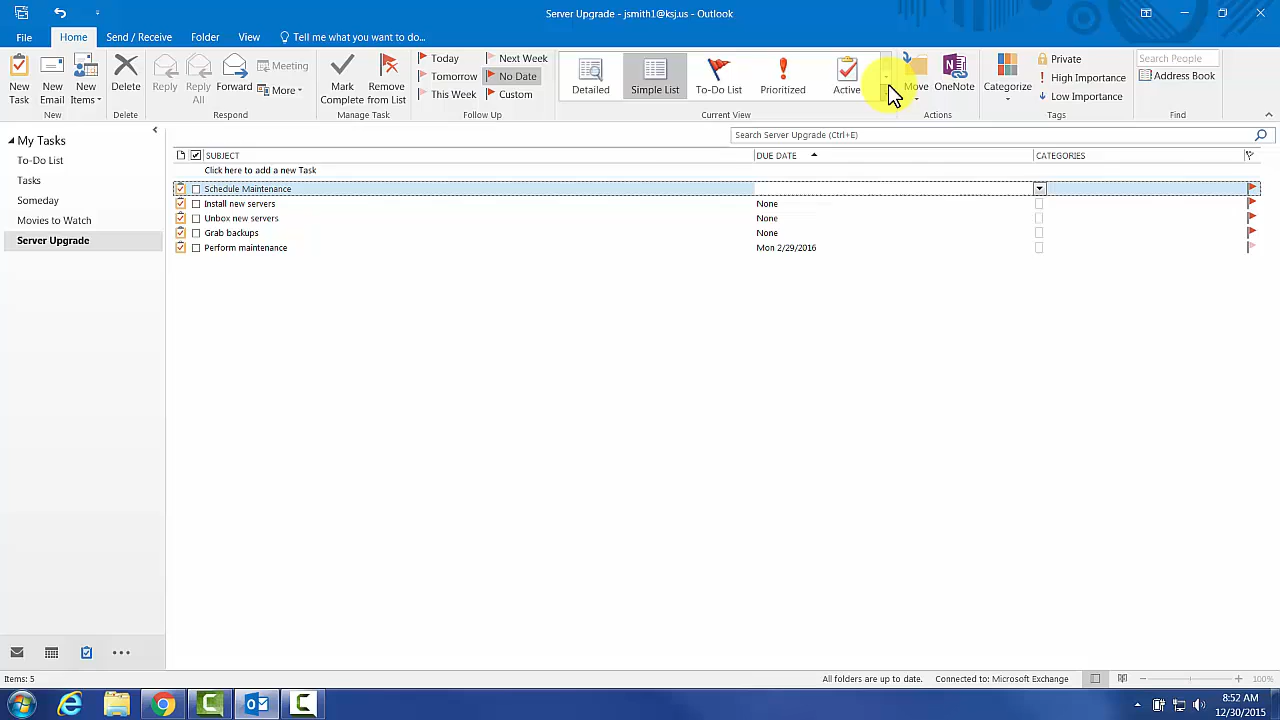 Server Upgrade - jsmith1@ksj.us - Outlook
File Home Send / Receive Folder View Tell me what you want to do...
New Task
New Email
New Items
New
Delete
Delete
Reply
Reply All
Forward
Meeting
More
Respond
Mark Complete
Remove from List
Manage Task
Today
Tomorrow
This Week
Next Week
No Date
Custom
Follow Up
Detailed
Simple List
To-Do List
Prioritized
Active
Current View
Move
OneNote
Actions
Categorize
Private
High Importance
Low Importance
Tags
Search People
Address Book
Find
My Tasks
To-Do List
Tasks
Someday
Movies to Watch
Server Upgrade
Search Server Upgrade (Ctrl+E)
SUBJECT DUE DATE CATEGORIES
Click here to add a new Task
Schedule Maintenance
Install new servers None
Unbox new servers None
Grab backups None
Perform maintenance Mon 2/29/2016
Items: 5 All folders are up to date. Connected to: Microsoft Exchange 100%
8:52 AM
12/30/2015